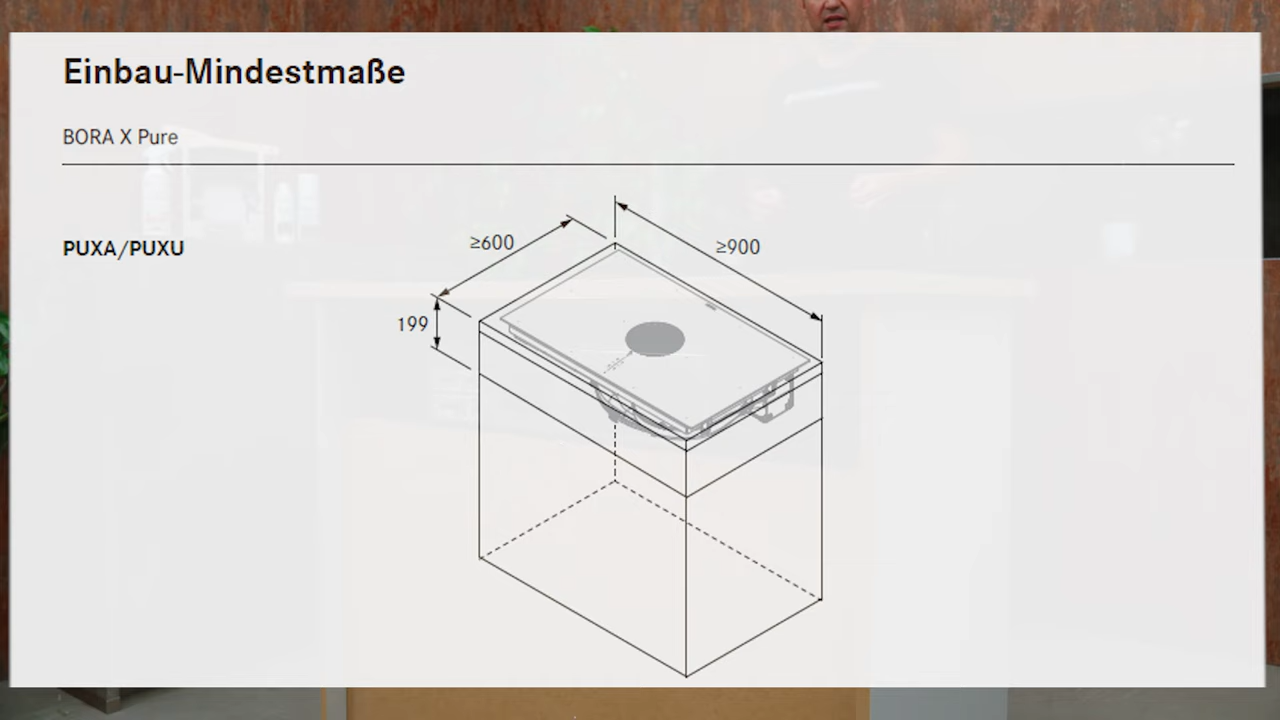 Einbau-Mindestmaße
BORA X Pure
PUXA/PUXU
≥600
≥900
199